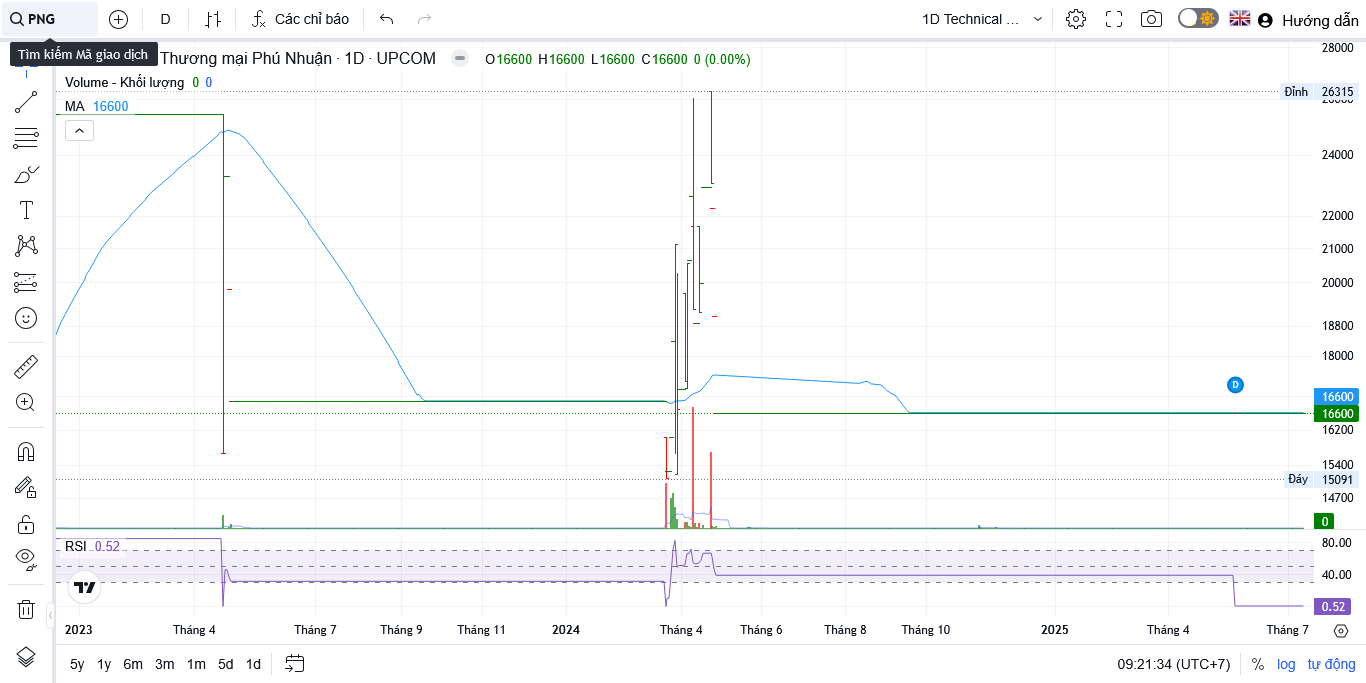 PNG
D
Các chỉ báo
1D Technical ...
Hướng dẫn
Tìm kiếm Mã giao dịch
Thương mại Phú Nhuận · 1D · UPCOM
O16600 H16600 L16600 C16600 0 (0.00%)
Volume - Khối lượng 0 0
MA 16600
28000
Đỉnh 26315
24000
22000
21000
20000
18800
18000
D
16600
16600
16200
15400
Đáy 15091
14700
0
RSI 0.52
80.00
40.00
0.52
2023 Tháng 4 Tháng 7 Tháng 9 Tháng 11 2024 Tháng 4 Tháng 6 Tháng 8 Tháng 10 2025 Tháng 4 Tháng 7
5y 1y 6m 3m 1m 5d 1d
09:21:34 (UTC+7) % log tự động